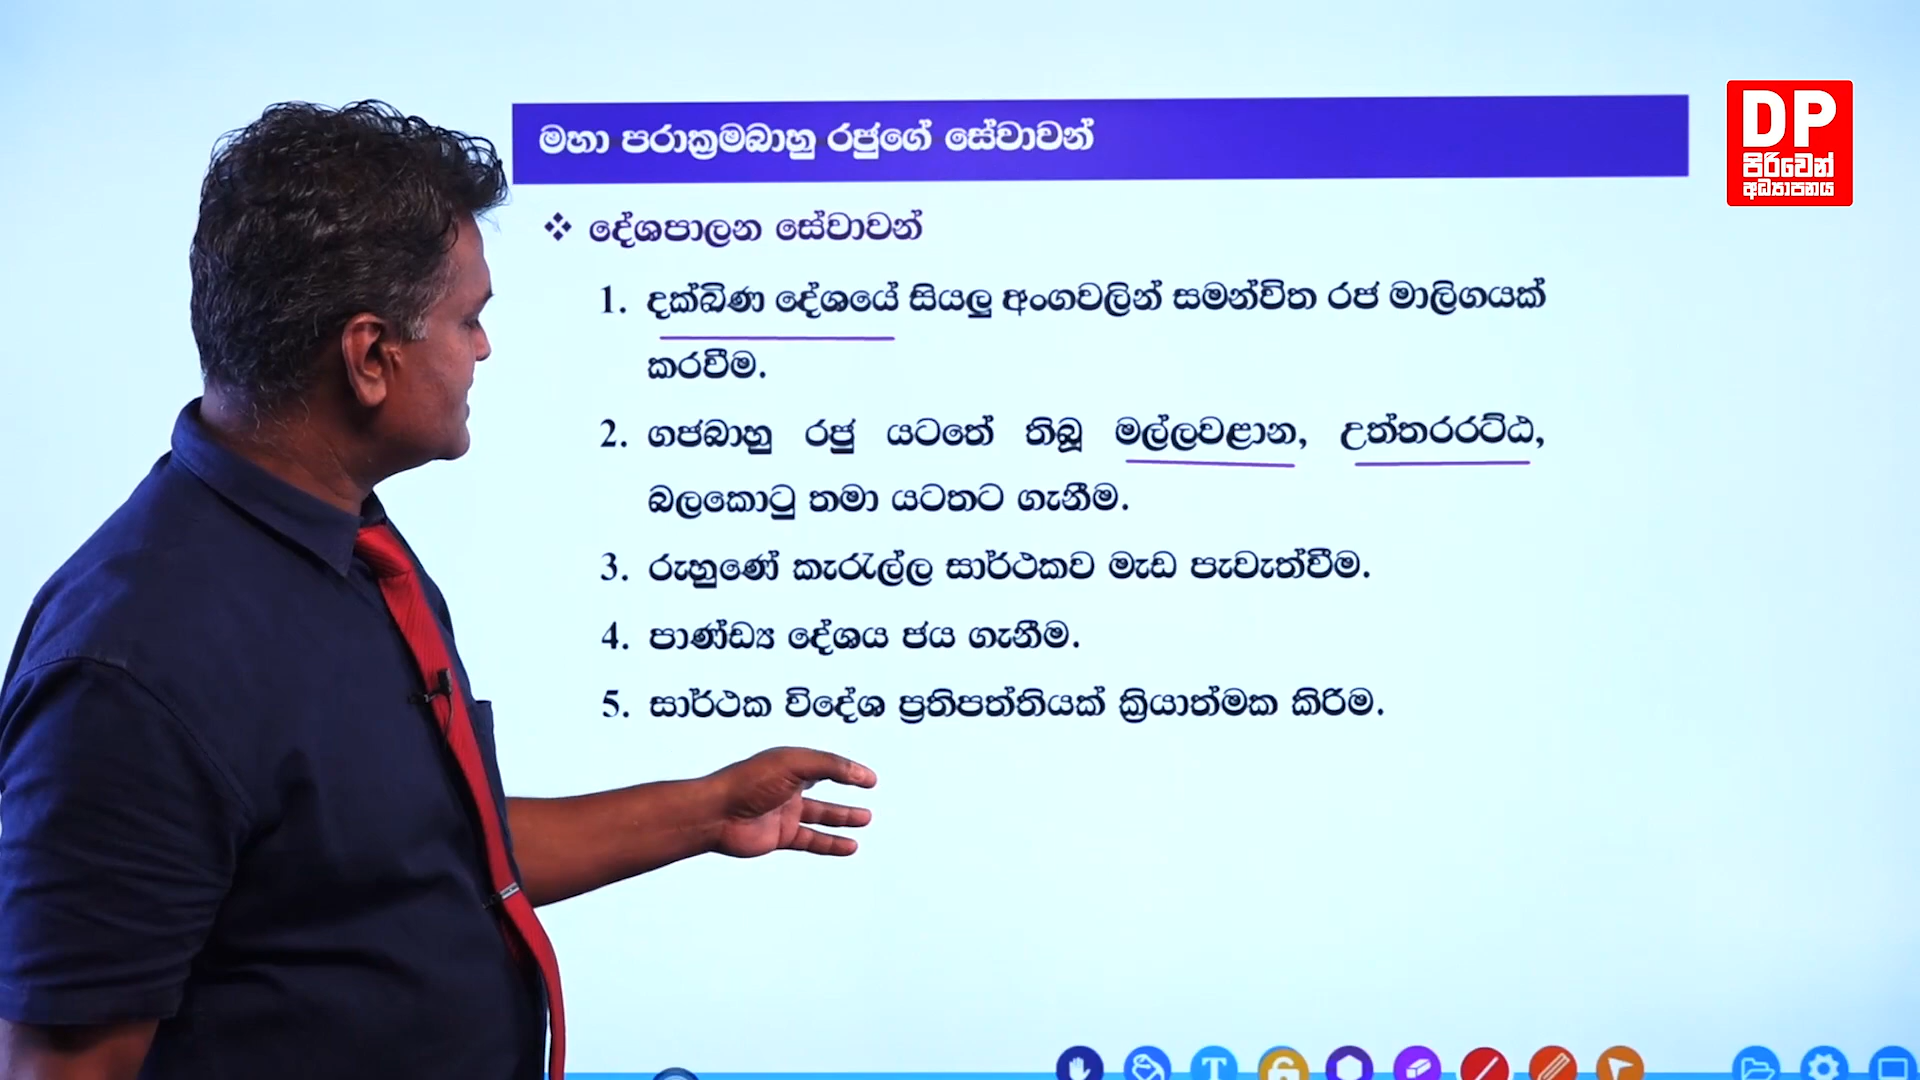 මහා පරාක්‍රමබාහු රජුගේ සේවාවන්
DP
පිරිවෙන්
අධ්‍යාපනය
❖ දේශපාලන සේවාවන්
1. දක්ඛිණ දේශයේ සියලු අංගවලින් සමන්විත රජ මාලිගයක්
කරවීම.
2. ගජබාහු රජු යටතේ තිබූ මල්ලවළාන, උත්තරරට්ඨ,
බලකොටු තමා යටතට ගැනීම.
3. රුහුණේ කැරැල්ල සාර්ථකව මැඩ පැවැත්වීම.
4. පාණ්ඩ්‍ය දේශය ජය ගැනීම.
5. සාර්ථක විදේශ ප්‍රතිපත්තියක් ක්‍රියාත්මක කිරීම.